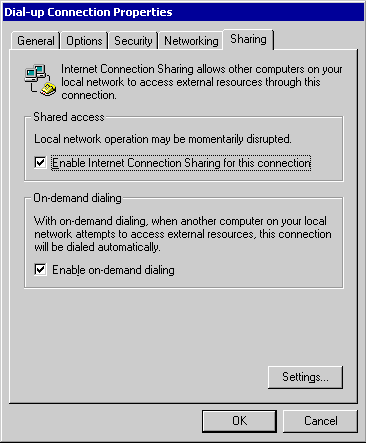 Dial-up Connection Properties
General Options Security Networking Sharing
Internet Connection Sharing allows other computers on your
local network to access external resources through this
connection.
Shared access
Local network operation may be momentarily disrupted.
Enable Internet Connection Sharing for this connection
On-demand dialing
With on-demand dialing, when another computer on your local
network attempts to access external resources, this connection
will be dialed automatically.
Enable on-demand dialing
Settings...
OK Cancel